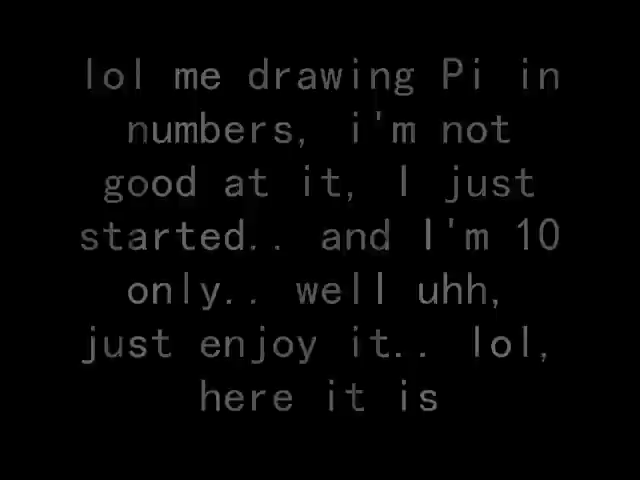 lol me drawing Pi in
numbers, i'm not
good at it, I just
started.. and I'm 10
only.. well uhh,
just enjoy it.. lol,
here it is